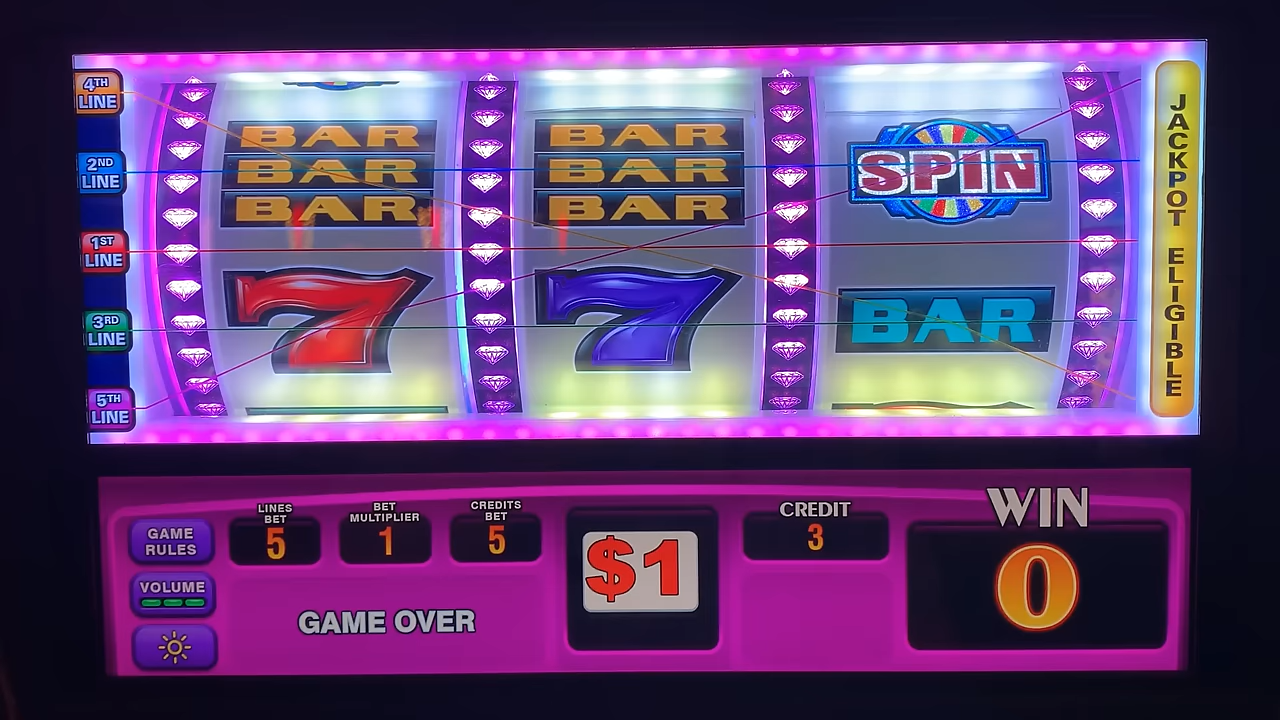 4TH
LINE
2ND
LINE
1ST
LINE
3RD
LINE
5TH
LINE
BAR
BAR
BAR
7
BAR
BAR
BAR
7
SPIN
BAR
JACKPOT ELIGIBLE
GAME
RULES
VOLUME
LINES
BET
5
BET
MULTIPLIER
1
CREDITS
BET
5
GAME OVER
$1
CREDIT
3
WIN
0